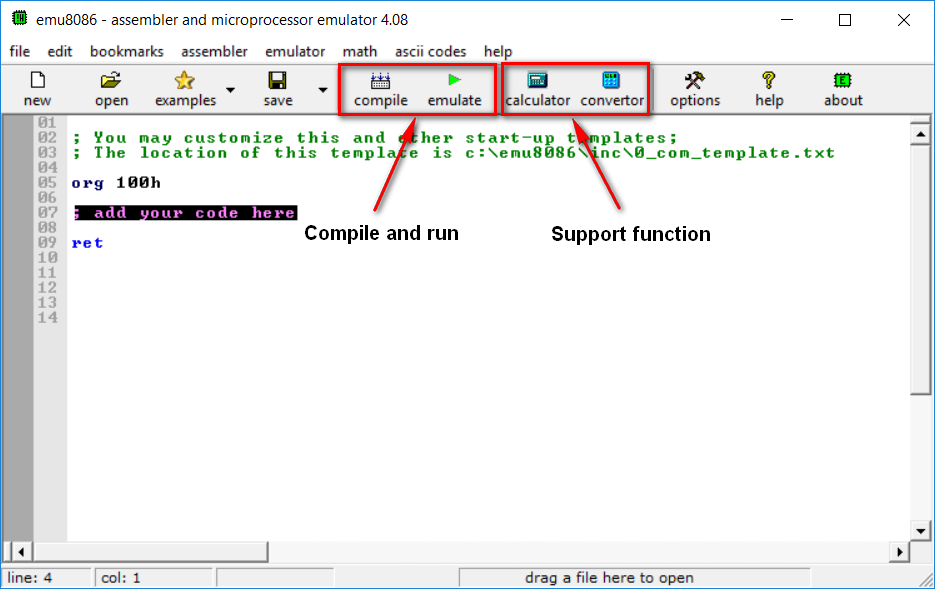 emu8086 - assembler and microprocessor emulator 4.08
file edit bookmarks assembler emulator math ascii codes help
new open examples save compile emulate calculator convertor options help about
01
02 ; You may customize this and other start-up templates;
03 ; The location of this template is c:\emu8086\inc\0_com_template.txt
04
05 org 100h
06
07 ; add your code here
08
09 ret
10
11
12
13
14
Compile and run
Support function
line: 4 col: 1 drag a file here to open